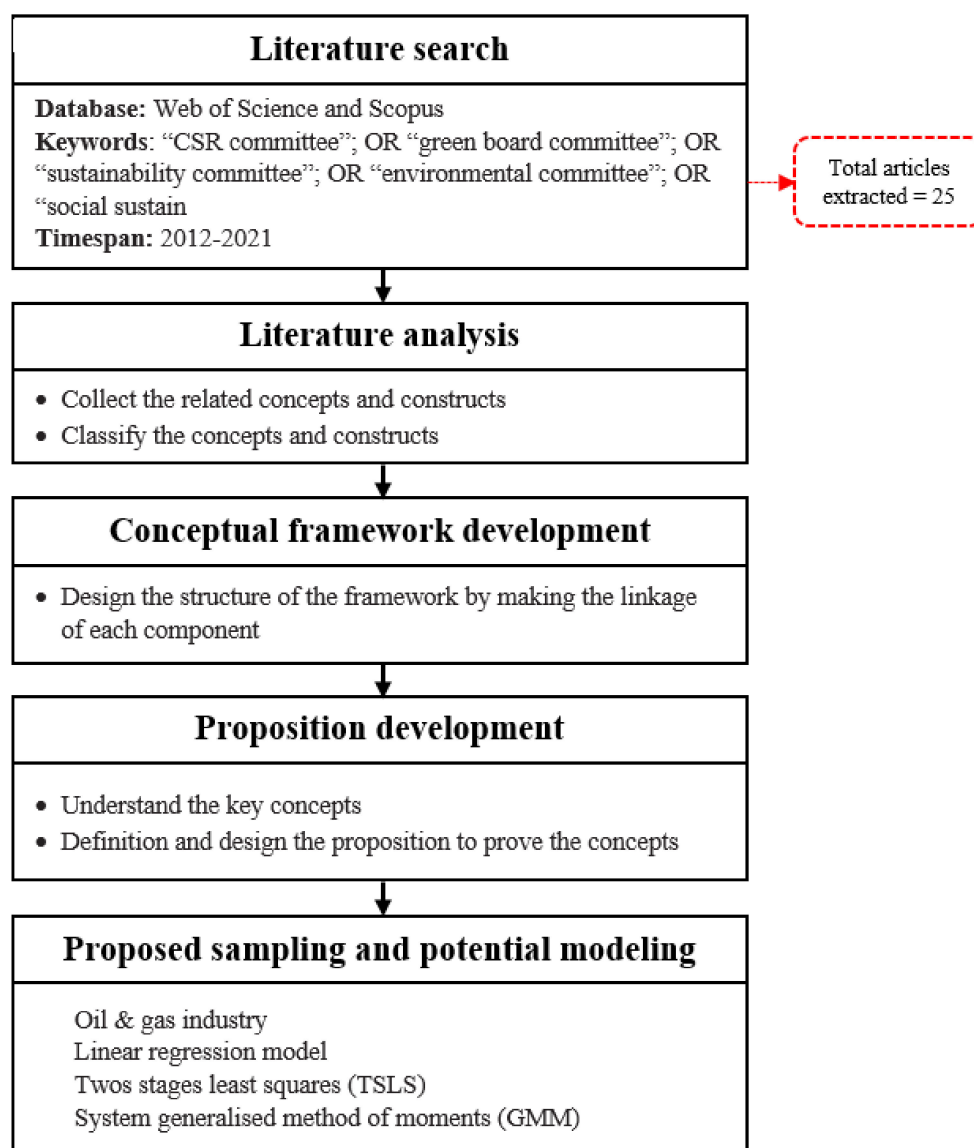 Literature search
Database: Web of Science and Scopus
Keywords: “CSR committee”; OR “green board committee”; OR
“sustainability committee”; OR “environmental committee”; OR
“social sustain
Timespan: 2012-2021
Total articles
extracted = 25
Literature analysis
• Collect the related concepts and constructs
• Classify the concepts and constructs
Conceptual framework development
• Design the structure of the framework by making the linkage
of each component
Proposition development
• Understand the key concepts
• Definition and design the proposition to prove the concepts
Proposed sampling and potential modeling
Oil & gas industry
Linear regression model
Twos stages least squares (TSLS)
System generalised method of moments (GMM)